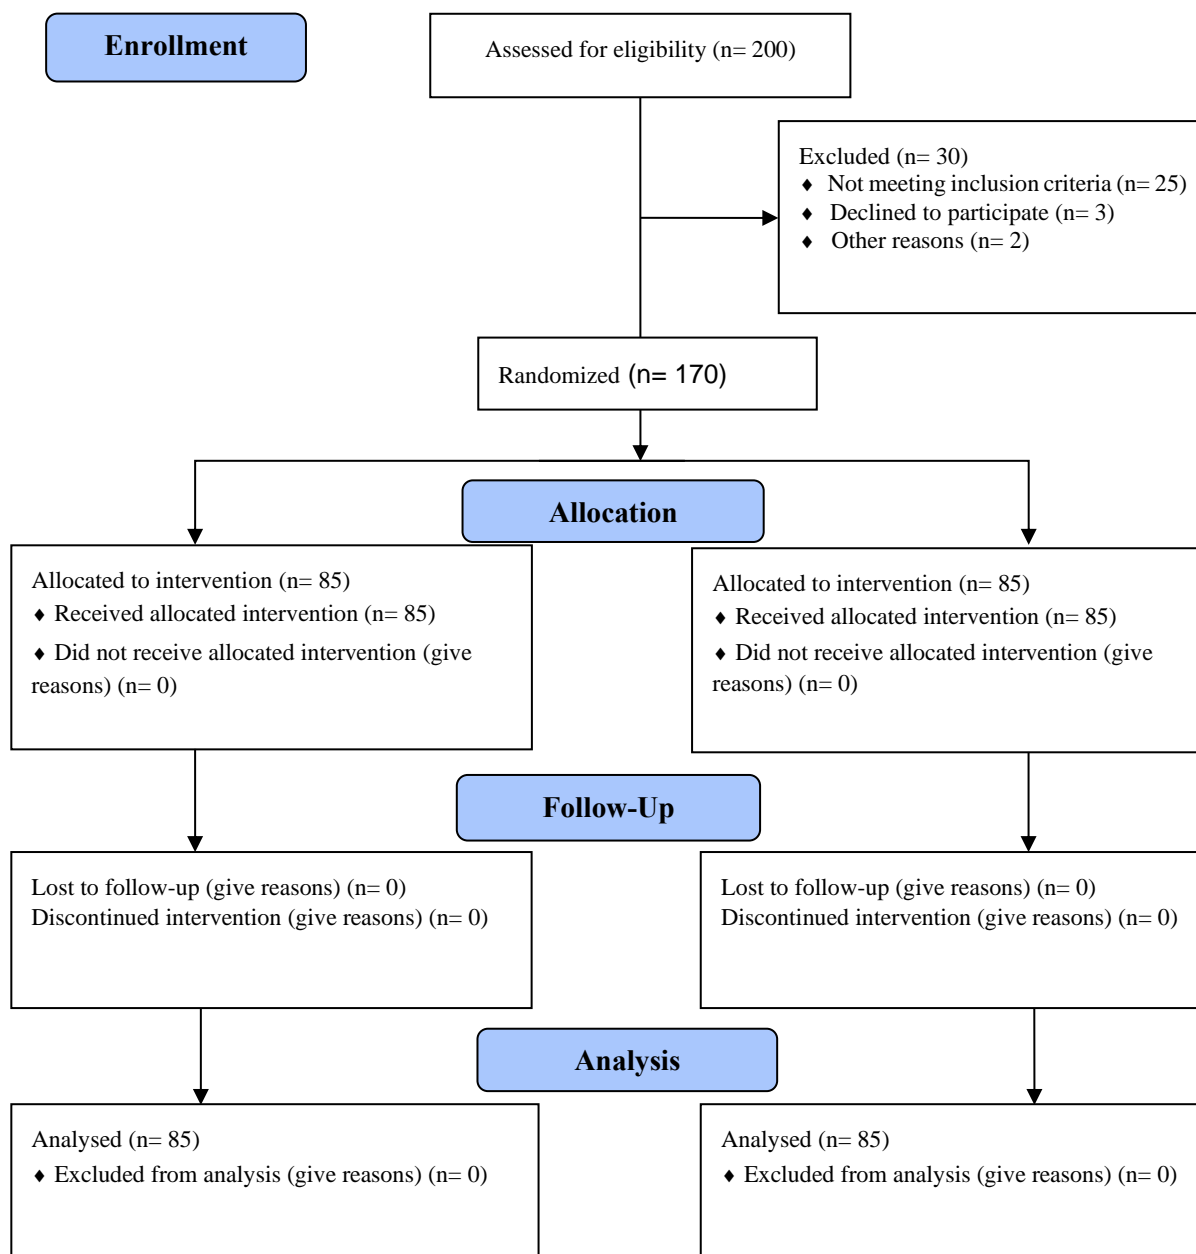 Enrollment
Assessed for eligibility (n= 200)
Excluded (n= 30)
♦ Not meeting inclusion criteria (n= 25)
♦ Declined to participate (n= 3)
♦ Other reasons (n= 2)
Randomized (n= 170)
Allocation
Allocated to intervention (n= 85)
♦ Received allocated intervention (n= 85)
♦ Did not receive allocated intervention (give
reasons) (n= 0)
Allocated to intervention (n= 85)
♦ Received allocated intervention (n= 85)
♦ Did not receive allocated intervention (give
reasons) (n= 0)
Follow-Up
Lost to follow-up (give reasons) (n= 0)
Discontinued intervention (give reasons) (n= 0)
Lost to follow-up (give reasons) (n= 0)
Discontinued intervention (give reasons) (n= 0)
Analysis
Analysed (n= 85)
♦ Excluded from analysis (give reasons) (n= 0)
Analysed (n= 85)
♦ Excluded from analysis (give reasons) (n= 0)